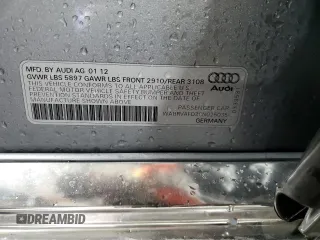 MFD. BY AUDI AG 01 12
GVWR LBS 5897 GAWR LBS FRONT 2910/REAR 3108
THIS VEHICLE CONFORMS TO ALL APPLICABLE U.S.
FEDERAL MOTOR VEHICLE SAFETY BUMPER AND THEFT
PREVENTION STANDARDS IN EFFECT ON THE DATE OF
MANUFACTURE SHOWN ABOVE.
Audi
PASSENGER CAR
GERMANY
DREAMBID